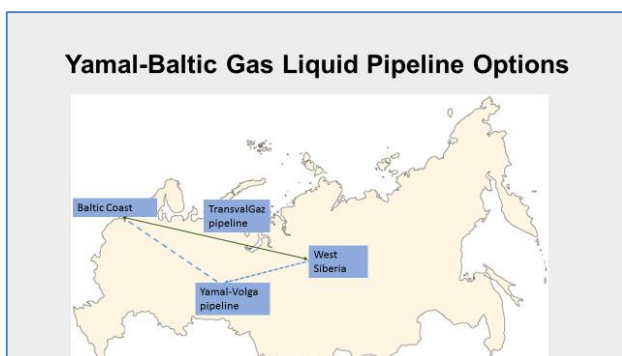 Yamal-Baltic Gas Liquid Pipeline Options
Baltic Coast
TransvalGaz
pipeline
West
Siberia
Yamal-Volga
pipeline